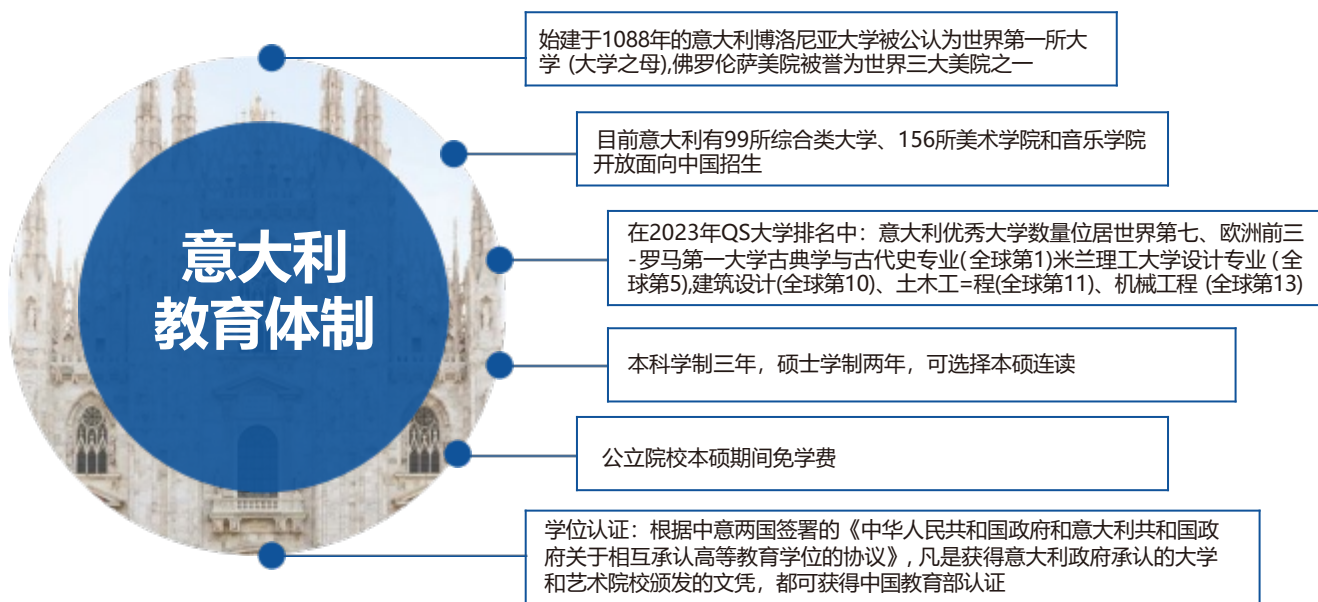 意大利
教育体制
始建于1088年的意大利博洛尼亚大学被公认为世界第一所大
学 (大学之母),佛罗伦萨美院被誉为世界三大美院之一
目前意大利有99所综合类大学、156所美术学院和音乐学院
开放面向中国招生
在2023年QS大学排名中：意大利优秀大学数量位居世界第七、欧洲前三
-罗马第一大学古典学与古代史专业(全球第1)米兰理工大学设计专业 (全
球第5),建筑设计(全球第10)、土木工=程(全球第11)、机械工程 (全球第13)
本科学制三年，硕士学制两年，可选择本硕连读
公立院校本硕期间免学费
学位认证：根据中意两国签署的《中华人民共和国政府和意大利共和国政
府关于相互承认高等教育学位的协议》, 凡是获得意大利政府承认的大学
和艺术院校颁发的文凭，都可获得中国教育部认证